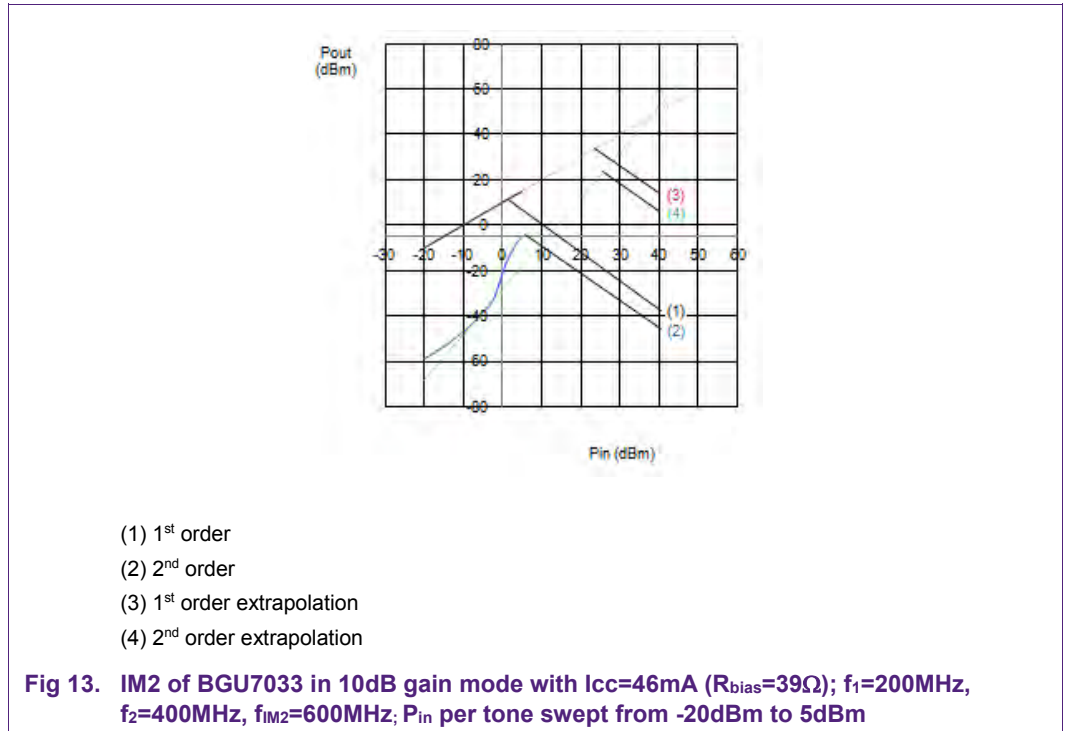 Pout
(dBm)
80
60
40
20
0
-30 -20 -10 0 10 20 30 40 50 60
-20
-40
-60
-80
(3)
(4)
(1)
(2)
Pin (dBm)
(1) 1st order
(2) 2nd order
(3) 1st order extrapolation
(4) 2nd order extrapolation
Fig 13. IM2 of BGU7033 in 10dB gain mode with Icc=46mA (Rbias=39Ω); f1=200MHz,
f2=400MHz, fIM2=600MHz; Pin per tone swept from -20dBm to 5dBm